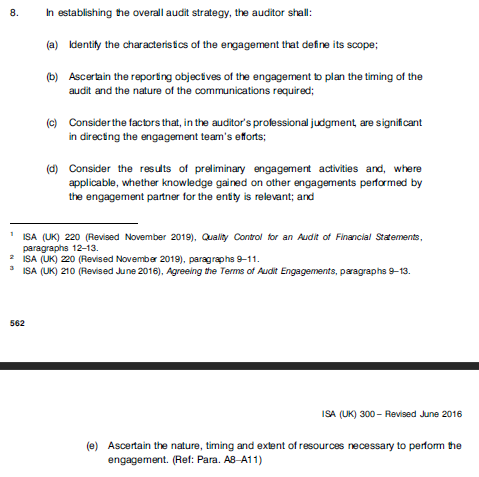 8. In establishing the overall audit strategy, the auditor shall:
(a) Identify the characteristics of the engagement that define its scope;
(b) Ascertain the reporting objectives of the engagement to plan the timing of the
audit and the nature of the communications required;
(c) Consider the factors that, in the auditor's professional judgment, are significant
in directing the engagement team's efforts;
(d) Consider the results of preliminary engagement activities and, where
applicable, whether knowledge gained on other engagements performed by
the engagement partner for the entity is relevant; and
1 ISA (UK) 220 (Revised November 2019), Quality Control for an Audit of Financial Statements,
paragraphs 12–13.
2 ISA (UK) 220 (Revised November 2019), paragraphs 9–11.
3 ISA (UK) 210 (Revised June 2016), Agreeing the Terms of Audit Engagements, paragraphs 9–13.
562
ISA (UK) 300 – Revised June 2016
(e) Ascertain the nature, timing and extent of resources necessary to perform the
engagement. (Ref: Para. A8–A11)